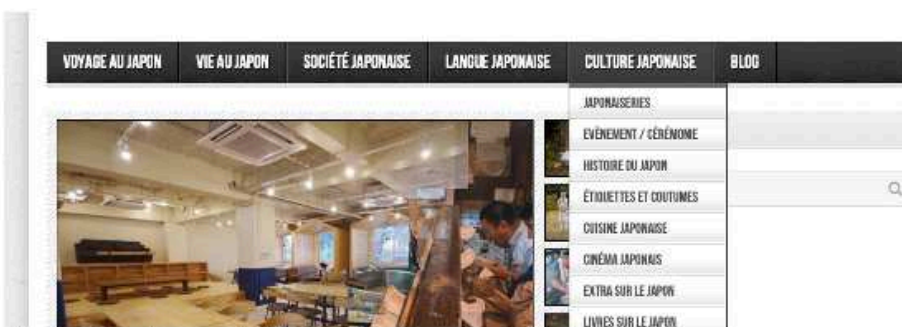 VOYAGE AU JAPON VIE AU JAPON SOCIÉTÉ JAPONAISE LANGUE JAPONAISE CULTURE JAPONAISE BLOG
JAPONAISERIES
EVÈNEMENT / CÉRÉMONIE
HISTOIRE DU JAPON
ÉTIQUETTES ET COUTUMES
CUISINE JAPONAISE
CINÉMA JAPONAIS
EXTRA SUR LE JAPON
LIVRES SUR LE JAPON